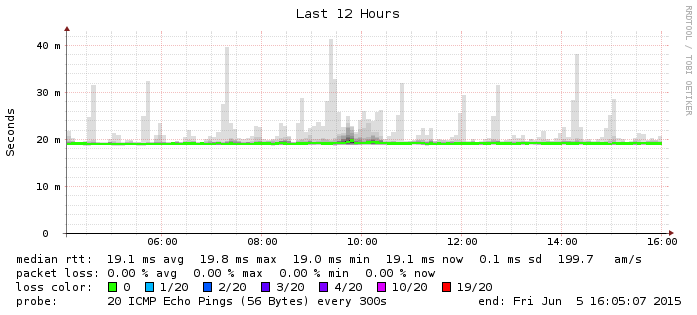 Last 12 Hours
RRDTOOL / TOBI OETIKER
Seconds
40 m
30 m
20 m
10 m
0
06:00 08:00 10:00 12:00 14:00 16:00
median rtt: 19.1 ms avg 19.8 ms max 19.0 ms min 19.1 ms now 0.1 ms sd 199.7 am/s
packet loss: 0.00 % avg 0.00 % max 0.00 % min 0.00 % now
loss color: 0 1/20 2/20 3/20 4/20 10/20 19/20
probe: 20 ICMP Echo Pings (56 Bytes) every 300s end: Fri Jun 5 16:05:07 2015